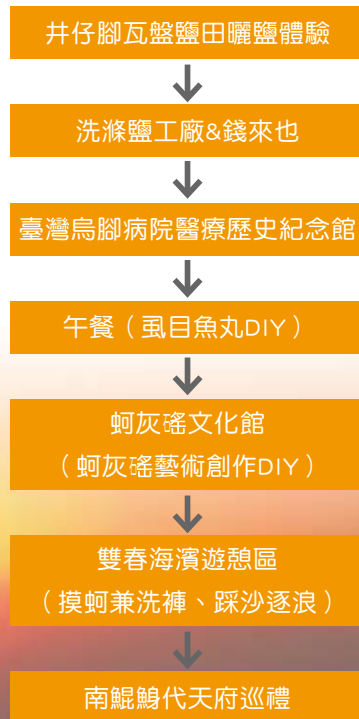 井仔腳瓦盤鹽田曬鹽體驗
洗滌鹽工廠&錢來也
臺灣烏腳病院醫療歷史紀念館
午餐（虱目魚丸DIY）
蚵灰磘文化館
（蚵灰磘藝術創作DIY）
雙春海濱遊憩區
（摸蚵兼洗褲、踩沙逐浪）
南鯤鯓代天府巡禮